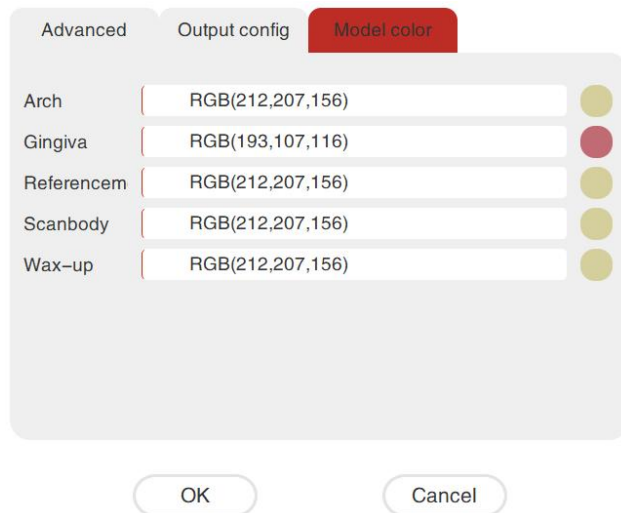 Advanced Output config Model color
Arch RGB(212,207,156)
Gingiva RGB(193,107,116)
Referencem RGB(212,207,156)
Scanbody RGB(212,207,156)
Wax-up RGB(212,207,156)
OK Cancel